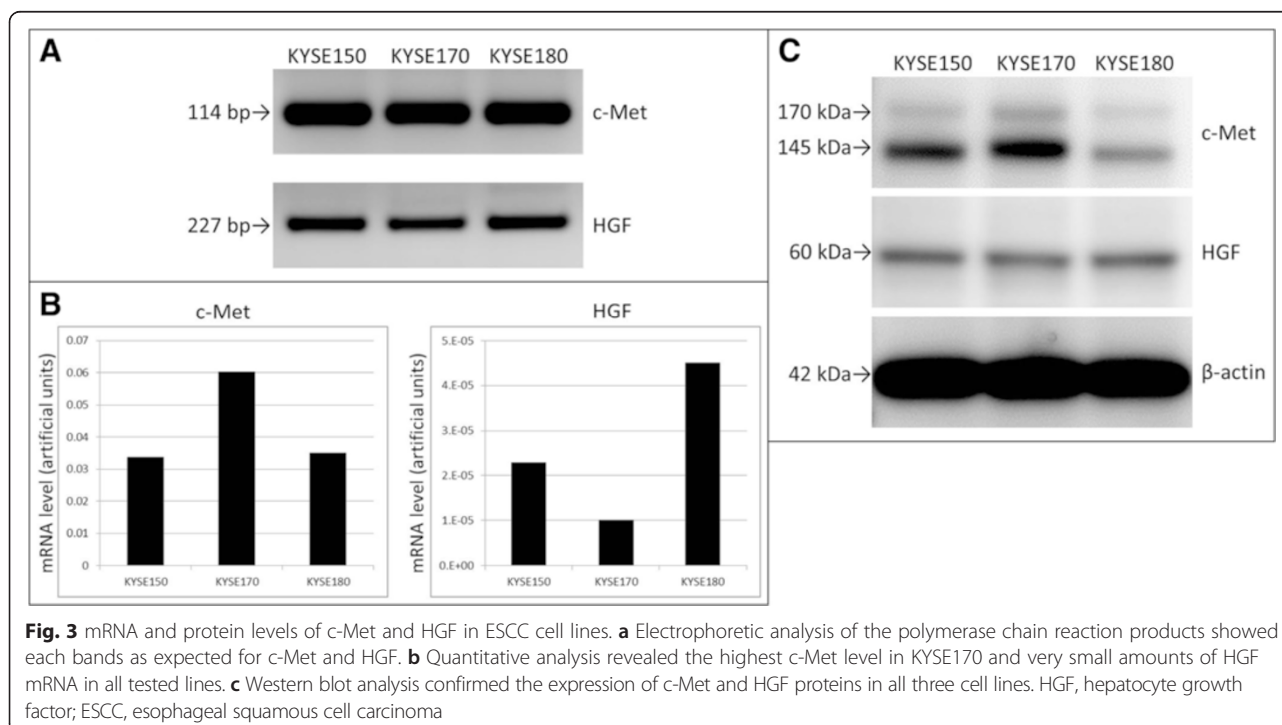 A
KYSE150 KYSE170 KYSE180
114 bp→ c-Met
227 bp→ HGF
B
c-Met
mRNA level (artificial units)
0.07
0.06
0.05
0.04
0.03
0.02
0.01
0
KYSE150 KYSE170 KYSE180
HGF
mRNA level (artificial units)
5.E-05
4.E-05
3.E-05
2.E-05
1.E-05
0.E+00
KYSE150 KYSE170 KYSE180
C
KYSE150 KYSE170 KYSE180
170 kDa→
145 kDa→
c-Met
60 kDa→ HGF
42 kDa→ β-actin
Fig. 3 mRNA and protein levels of c-Met and HGF in ESCC cell lines. a Electrophoretic analysis of the polymerase chain reaction products showed
each bands as expected for c-Met and HGF. b Quantitative analysis revealed the highest c-Met level in KYSE170 and very small amounts of HGF
mRNA in all tested lines. c Western blot analysis confirmed the expression of c-Met and HGF proteins in all three cell lines. HGF, hepatocyte growth
factor; ESCC, esophageal squamous cell carcinoma